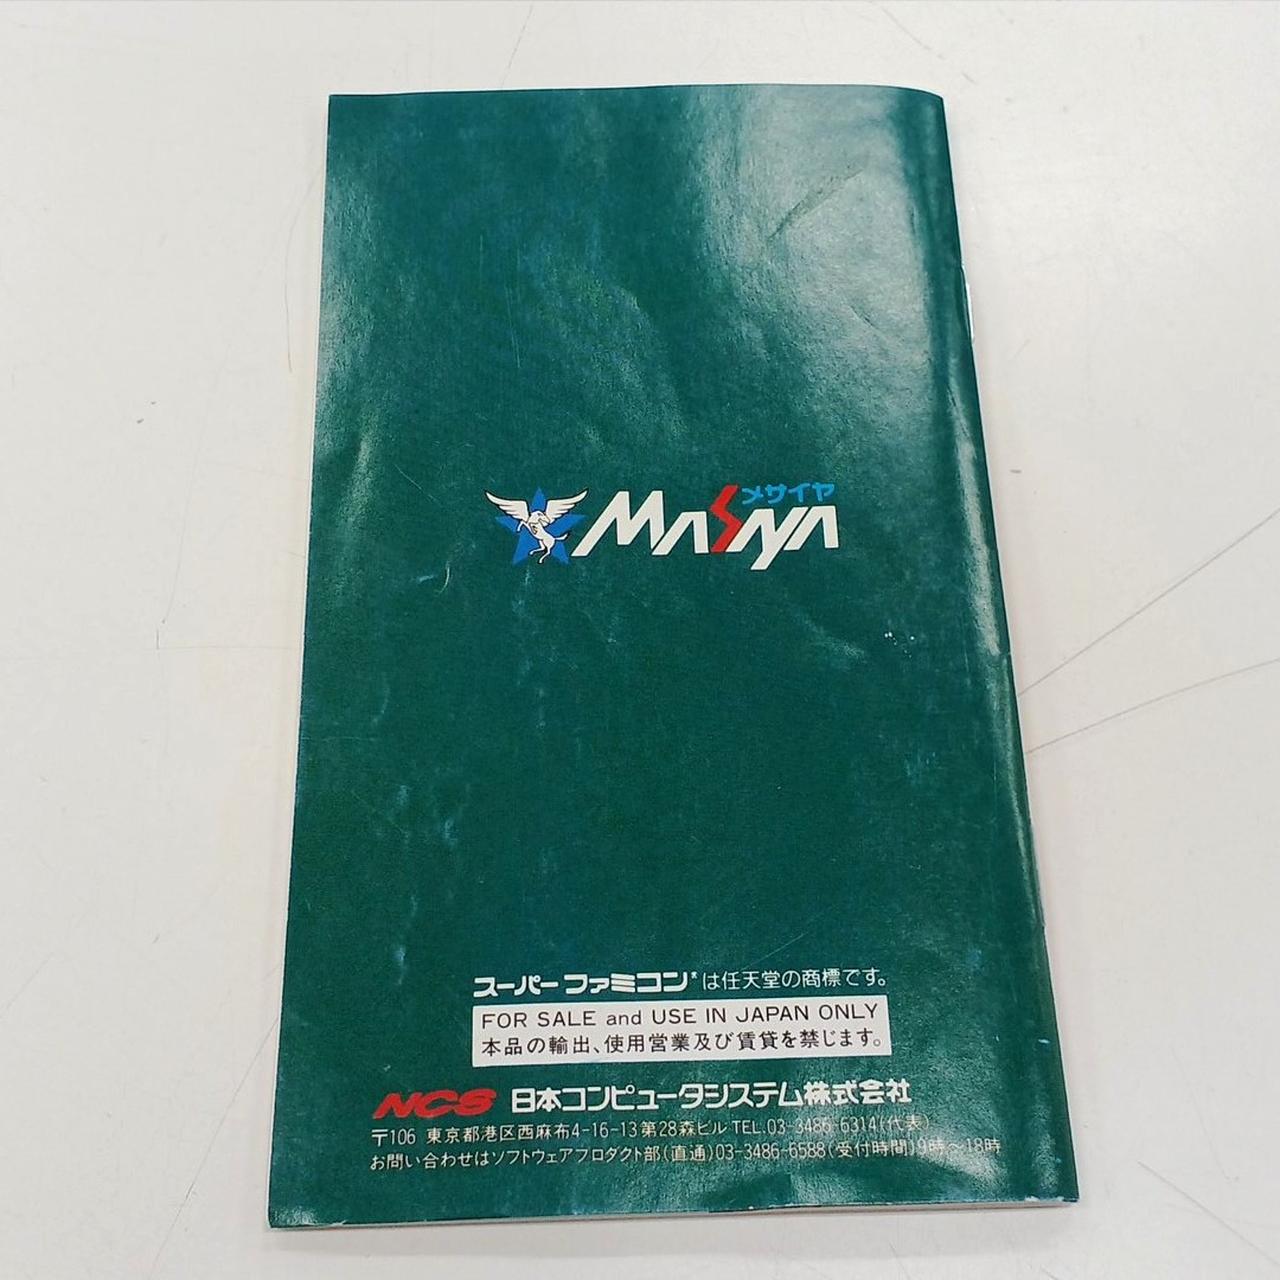 メサイヤ
MASAYA
スーパーファミコン*は任天堂の商標です。
FOR SALE and USE IN JAPAN ONLY
本品の輸出、使用営業及び賃貸を禁じます。
NCS 日本コンピュータシステム株式会社
〒106 東京都港区西麻布4-16-13第28森ビル TEL.03-3486-6314(代表)
お問い合わせはソフトウェアプロダクト部(直通)03-3486-6588(受付時間)9時〜18時